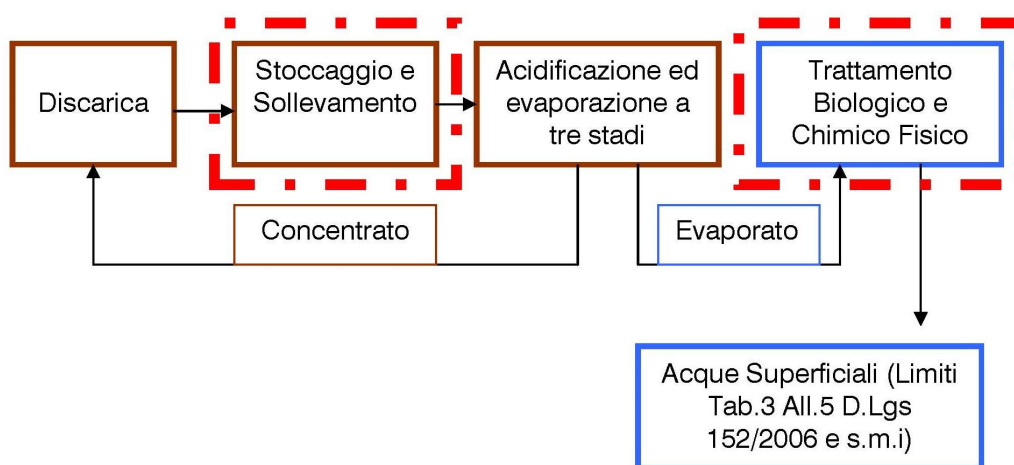 Discarica
Stoccaggio e
Sollevamento
Acidificazione ed
evaporazione a
tre stadi
Trattamento
Biologico e
Chimico Fisico
Concentrato
Evaporato
Acque Superficiali (Limiti
Tab.3 All.5 D.Lgs
152/2006 e s.m.i)